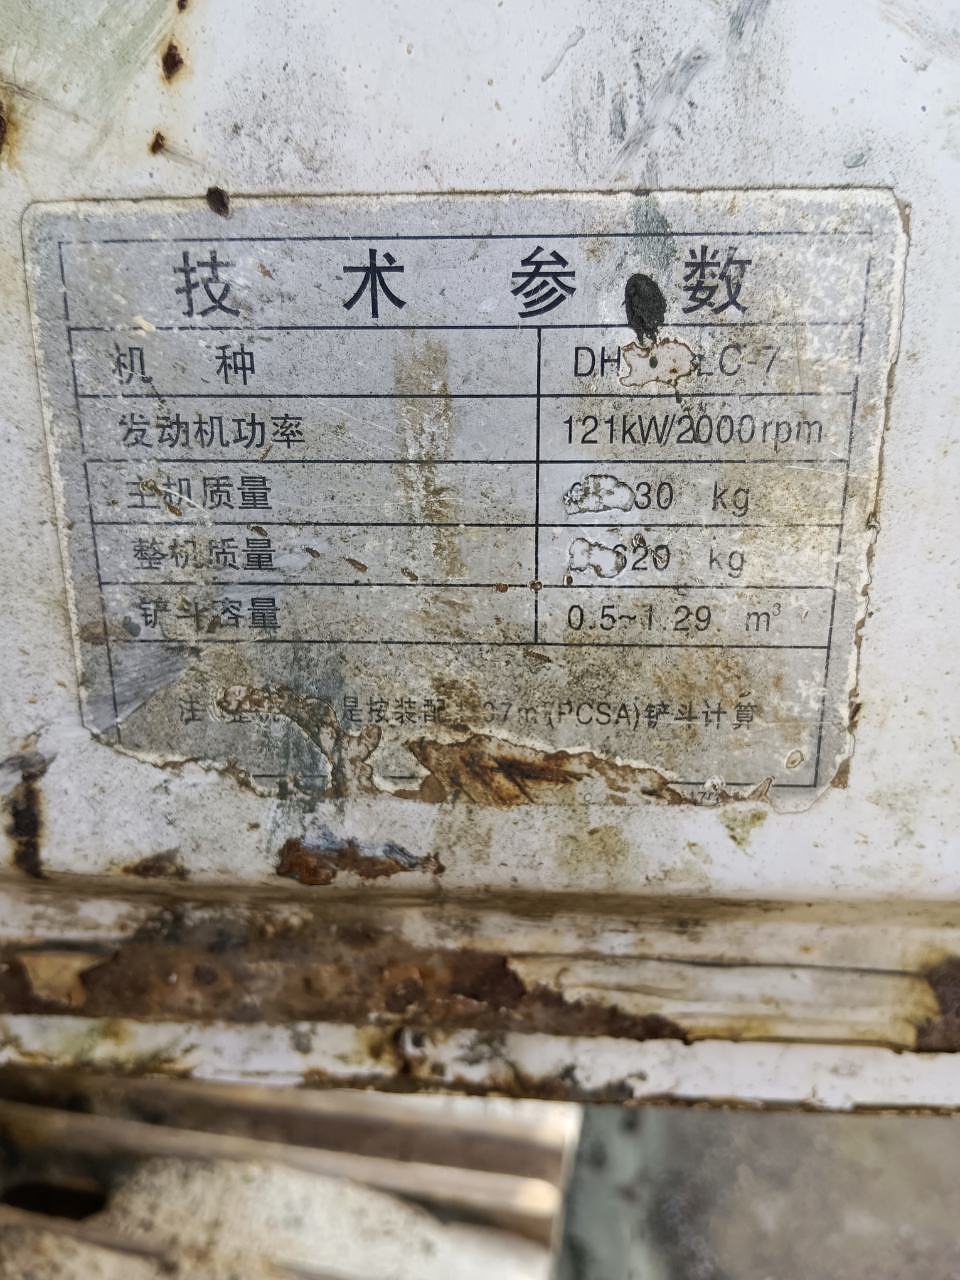 技 术 参 数
机 种 DH LC-7
发动机功率 121kW/2000rpm
主机质量 30 kg
整机质量 620 kg
铲斗容量 0.5~1.29 m³
注 是按装配 (PCSA)铲斗计算